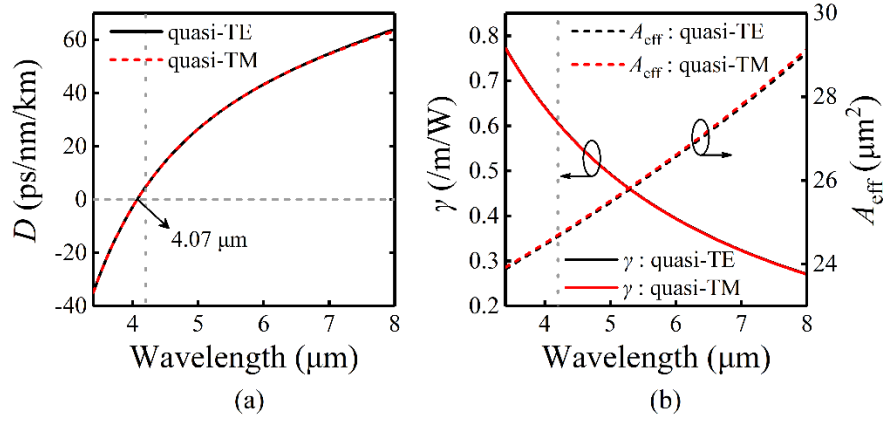 60
40
20
0
-20
-40
D (ps/nm/km)
quasi-TE
quasi-TM
4.07 μm
4 5 6 7 8
Wavelength (μm)
(a)
0.8
0.7
0.6
0.5
0.4
0.3
0.2
γ (/m/W)
A_eff : quasi-TE
A_eff : quasi-TM
γ : quasi-TE
γ : quasi-TM
30
28
26
24
A_eff (μm²)
4 5 6 7 8
Wavelength (μm)
(b)